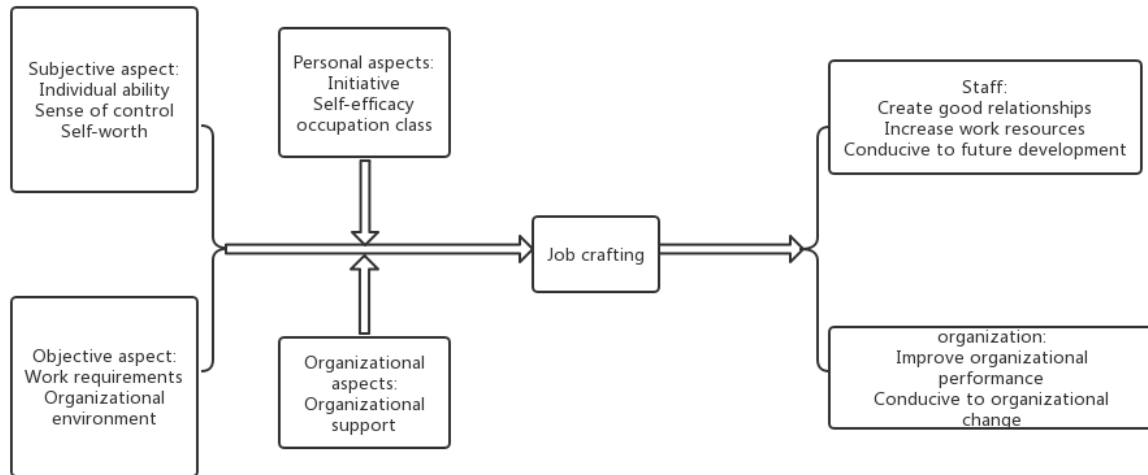 Subjective aspect:
Individual ability
Sense of control
Self-worth
Objective aspect:
Work requirements
Organizational
environment
Personal aspects:
Initiative
Self-efficacy
occupation class
Organizational
aspects:
Organizational
support
Job crafting
Staff:
Create good relationships
Increase work resources
Conducive to future development
organization:
Improve organizational
performance
Conducive to organizational
change